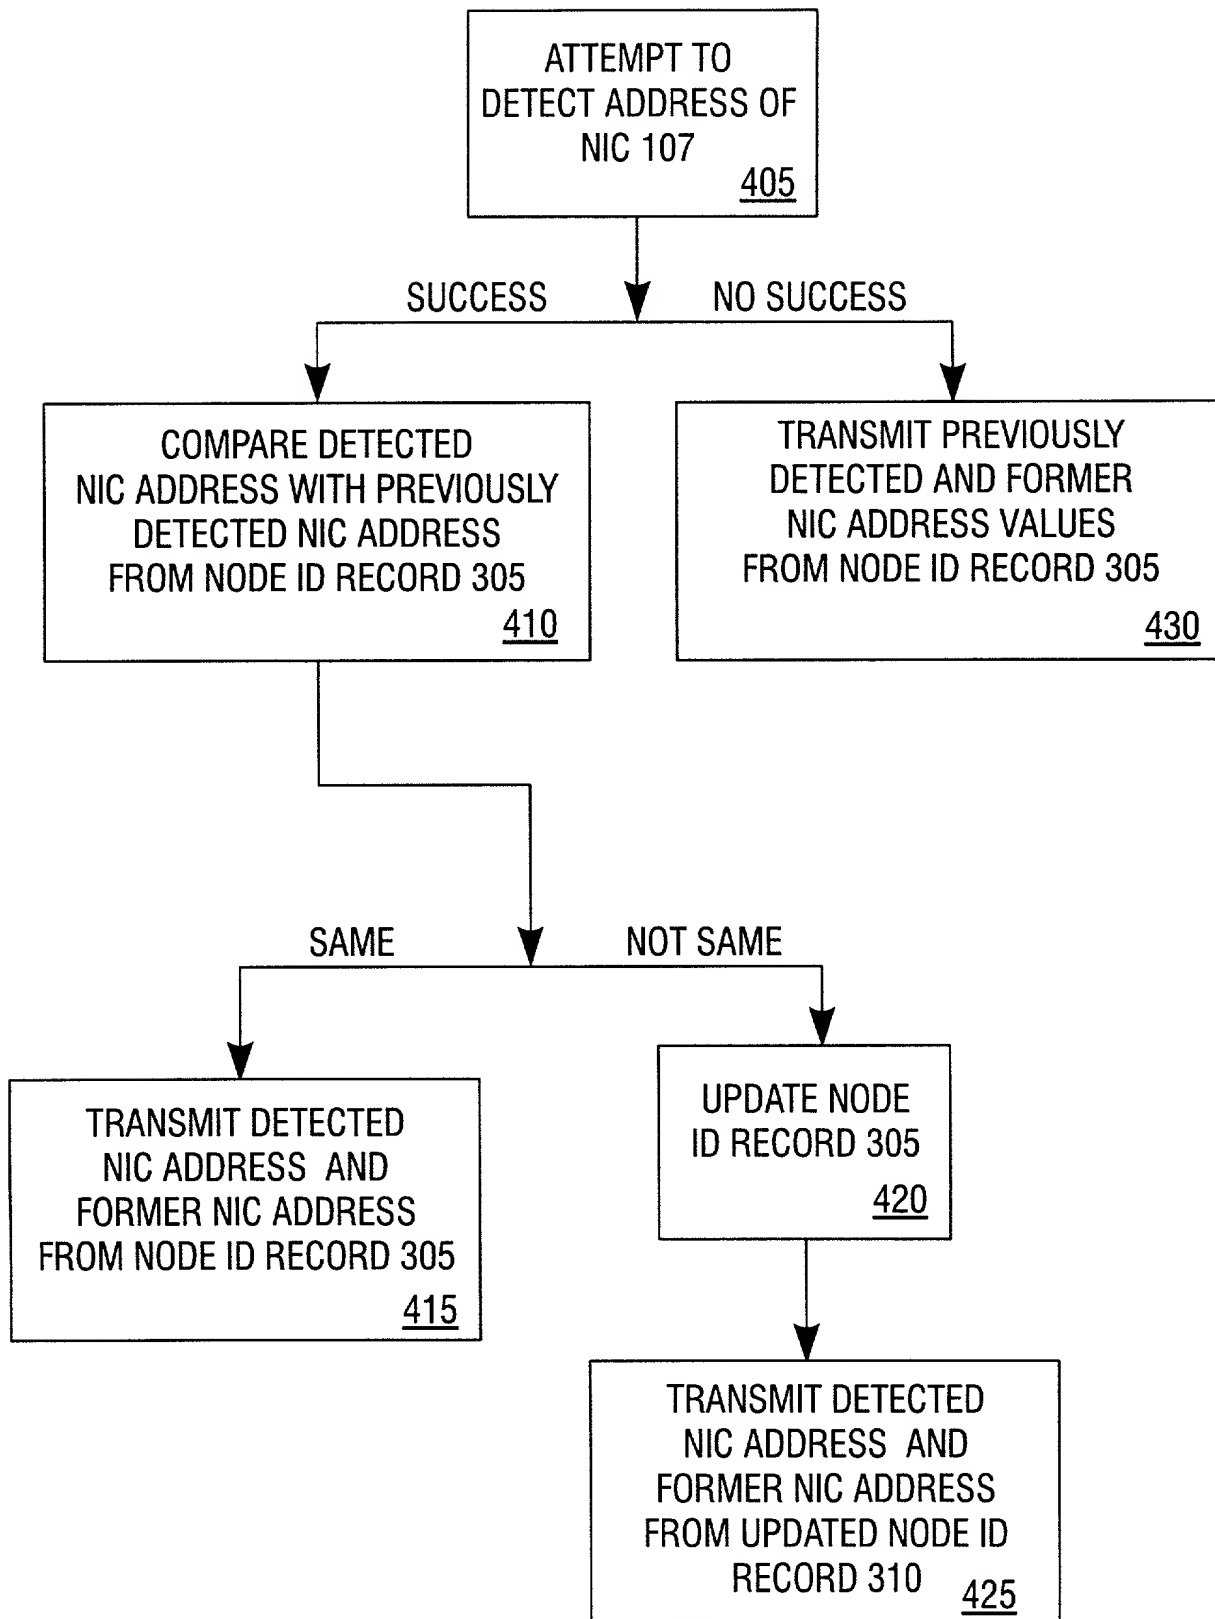 ATTEMPT TO
DETECT ADDRESS OF
NIC 107
405
SUCCESS
NO SUCCESS
COMPARE DETECTED
NIC ADDRESS WITH PREVIOUSLY
DETECTED NIC ADDRESS
FROM NODE ID RECORD 305
410
TRANSMIT PREVIOUSLY
DETECTED AND FORMER
NIC ADDRESS VALUES
FROM NODE ID RECORD 305
430
SAME
NOT SAME
TRANSMIT DETECTED
NIC ADDRESS AND
FORMER NIC ADDRESS
FROM NODE ID RECORD 305
415
UPDATE NODE
ID RECORD 305
420
TRANSMIT DETECTED
NIC ADDRESS AND
FORMER NIC ADDRESS
FROM UPDATED NODE ID
RECORD 310
425